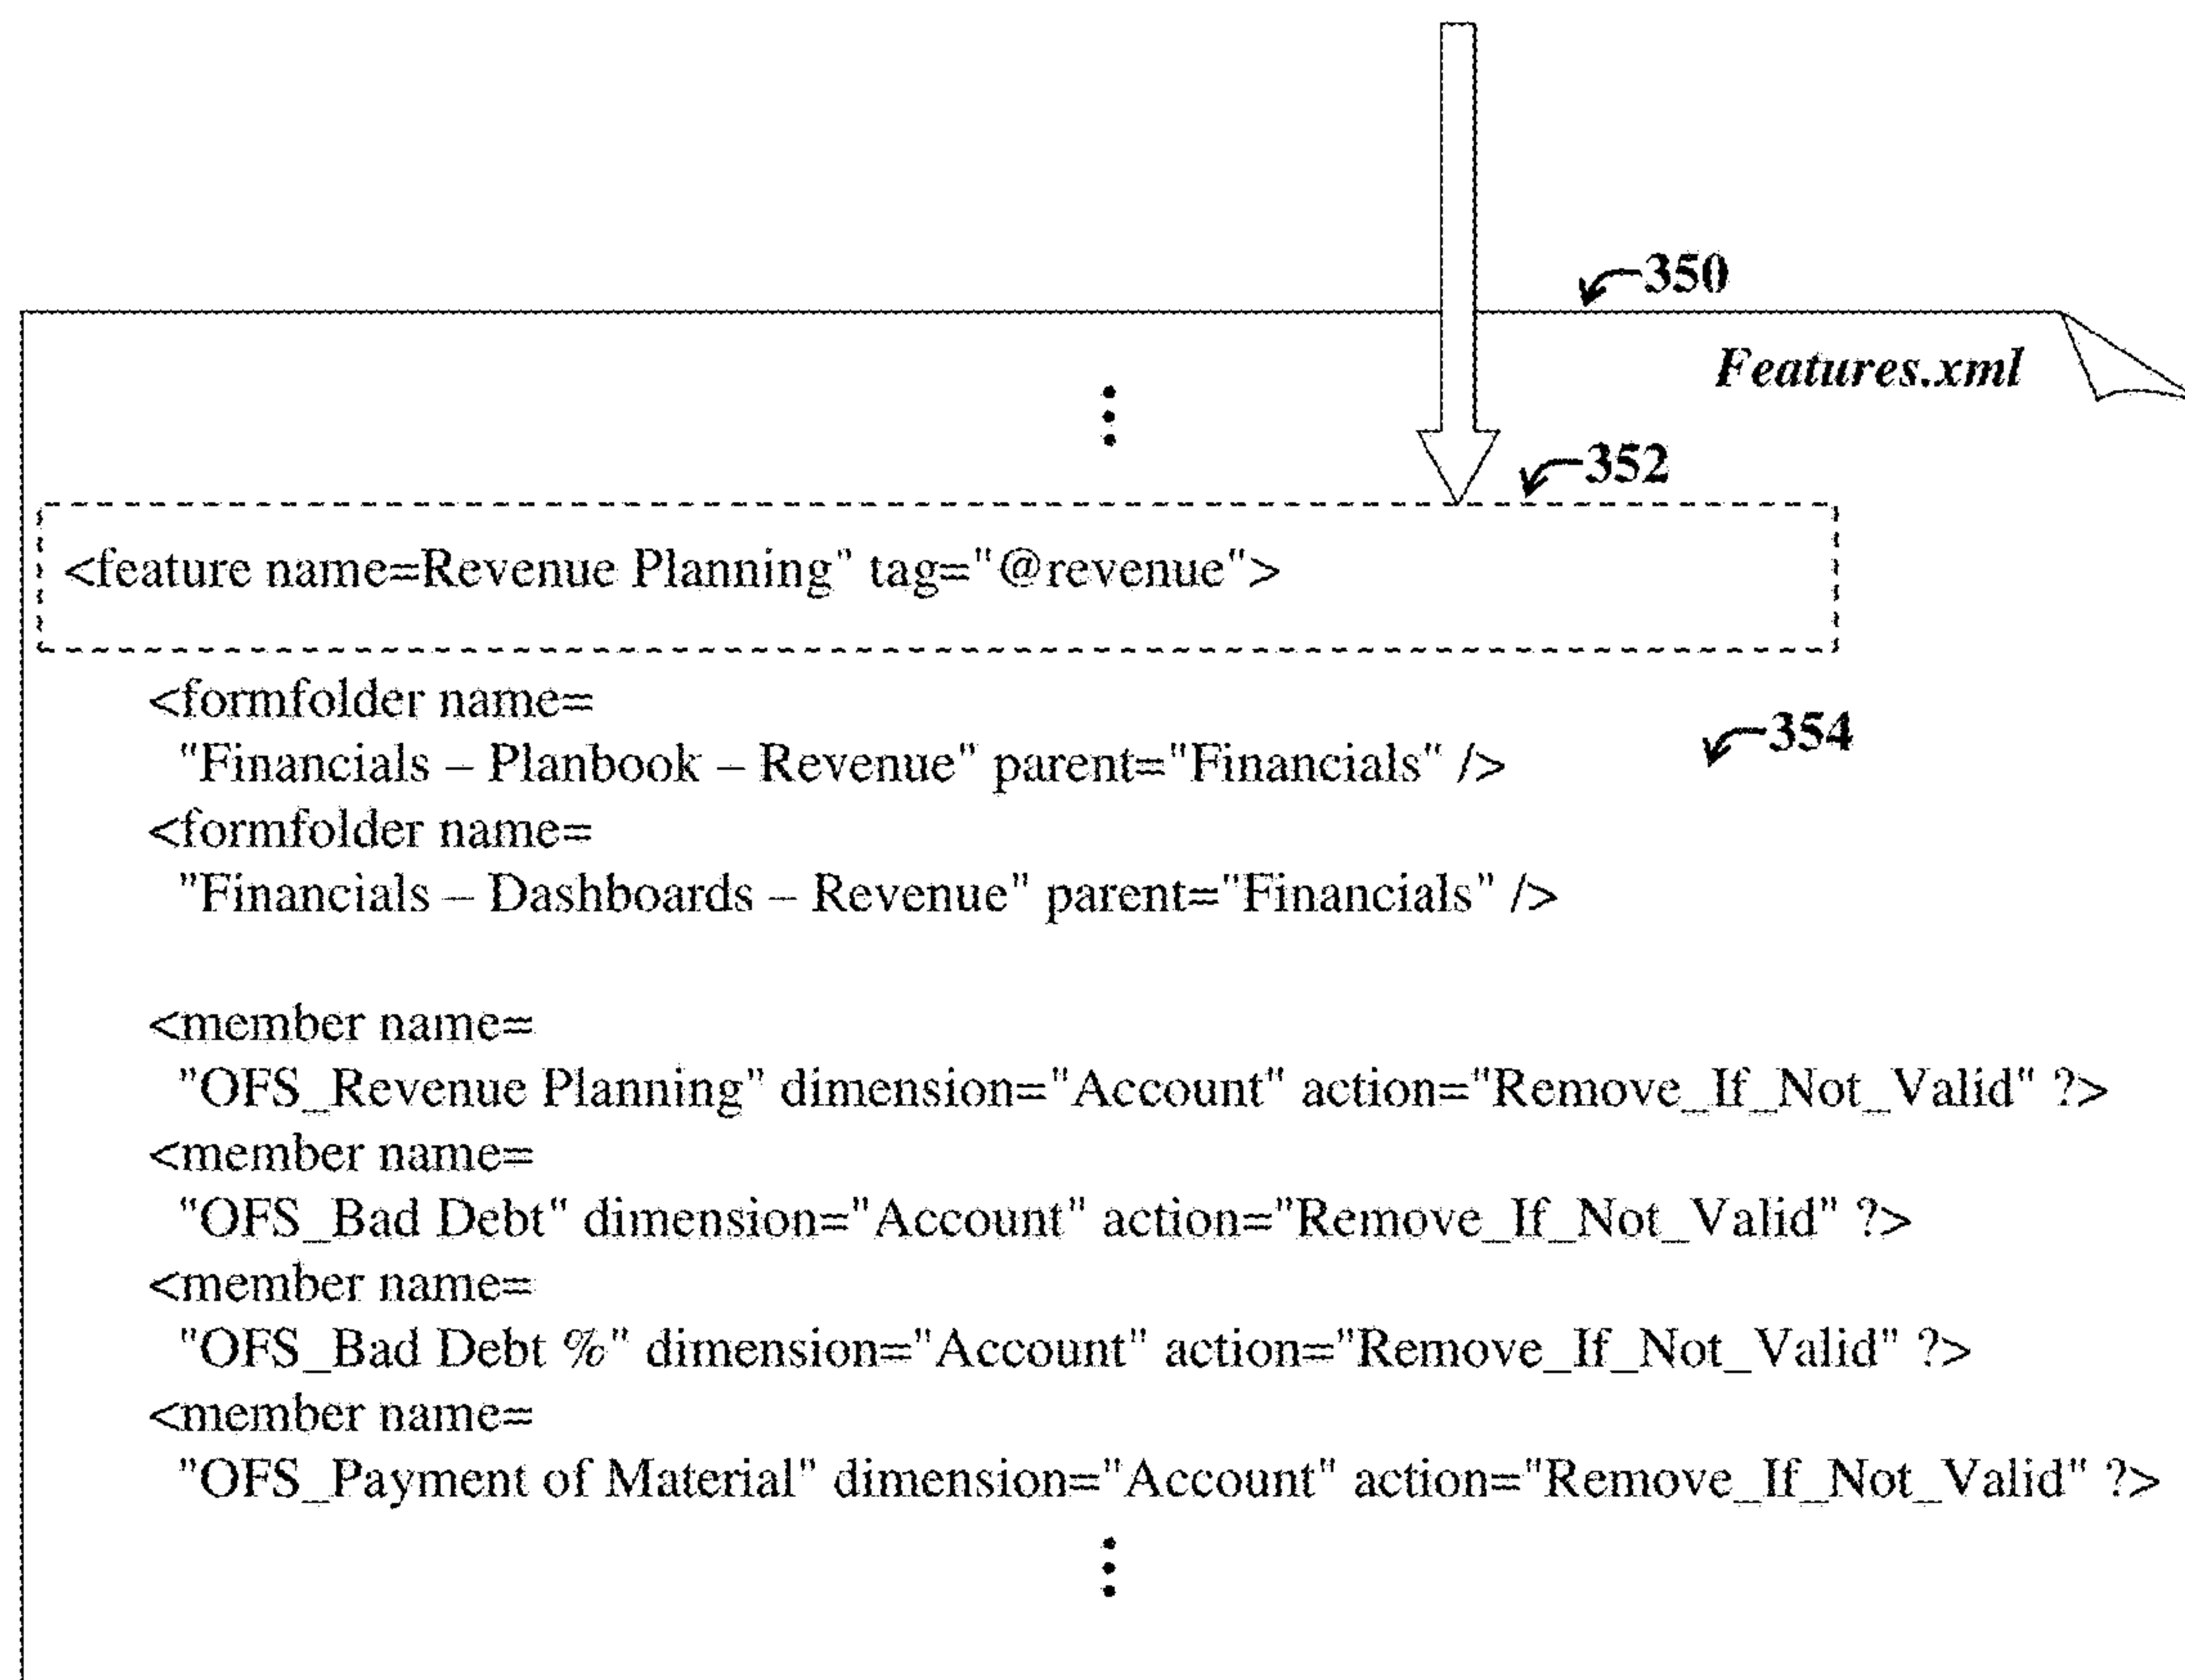 350
Features.xml
352
<feature name=Revenue Planning" tag="@revenue">
<formfolder name=
"Financials – Planbook – Revenue" parent="Financials" />
354
<formfolder name=
"Financials – Dashboards – Revenue" parent="Financials" />
<member name=
"OFS_Revenue Planning" dimension="Account" action="Remove_If_Not_Valid" ?>
<member name=
"OFS_Bad Debt" dimension="Account" action="Remove_If_Not_Valid" ?>
<member name=
"OFS_Bad Debt %" dimension="Account" action="Remove_If_Not_Valid" ?>
<member name=
"OFS_Payment of Material" dimension="Account" action="Remove_If_Not_Valid" ?>